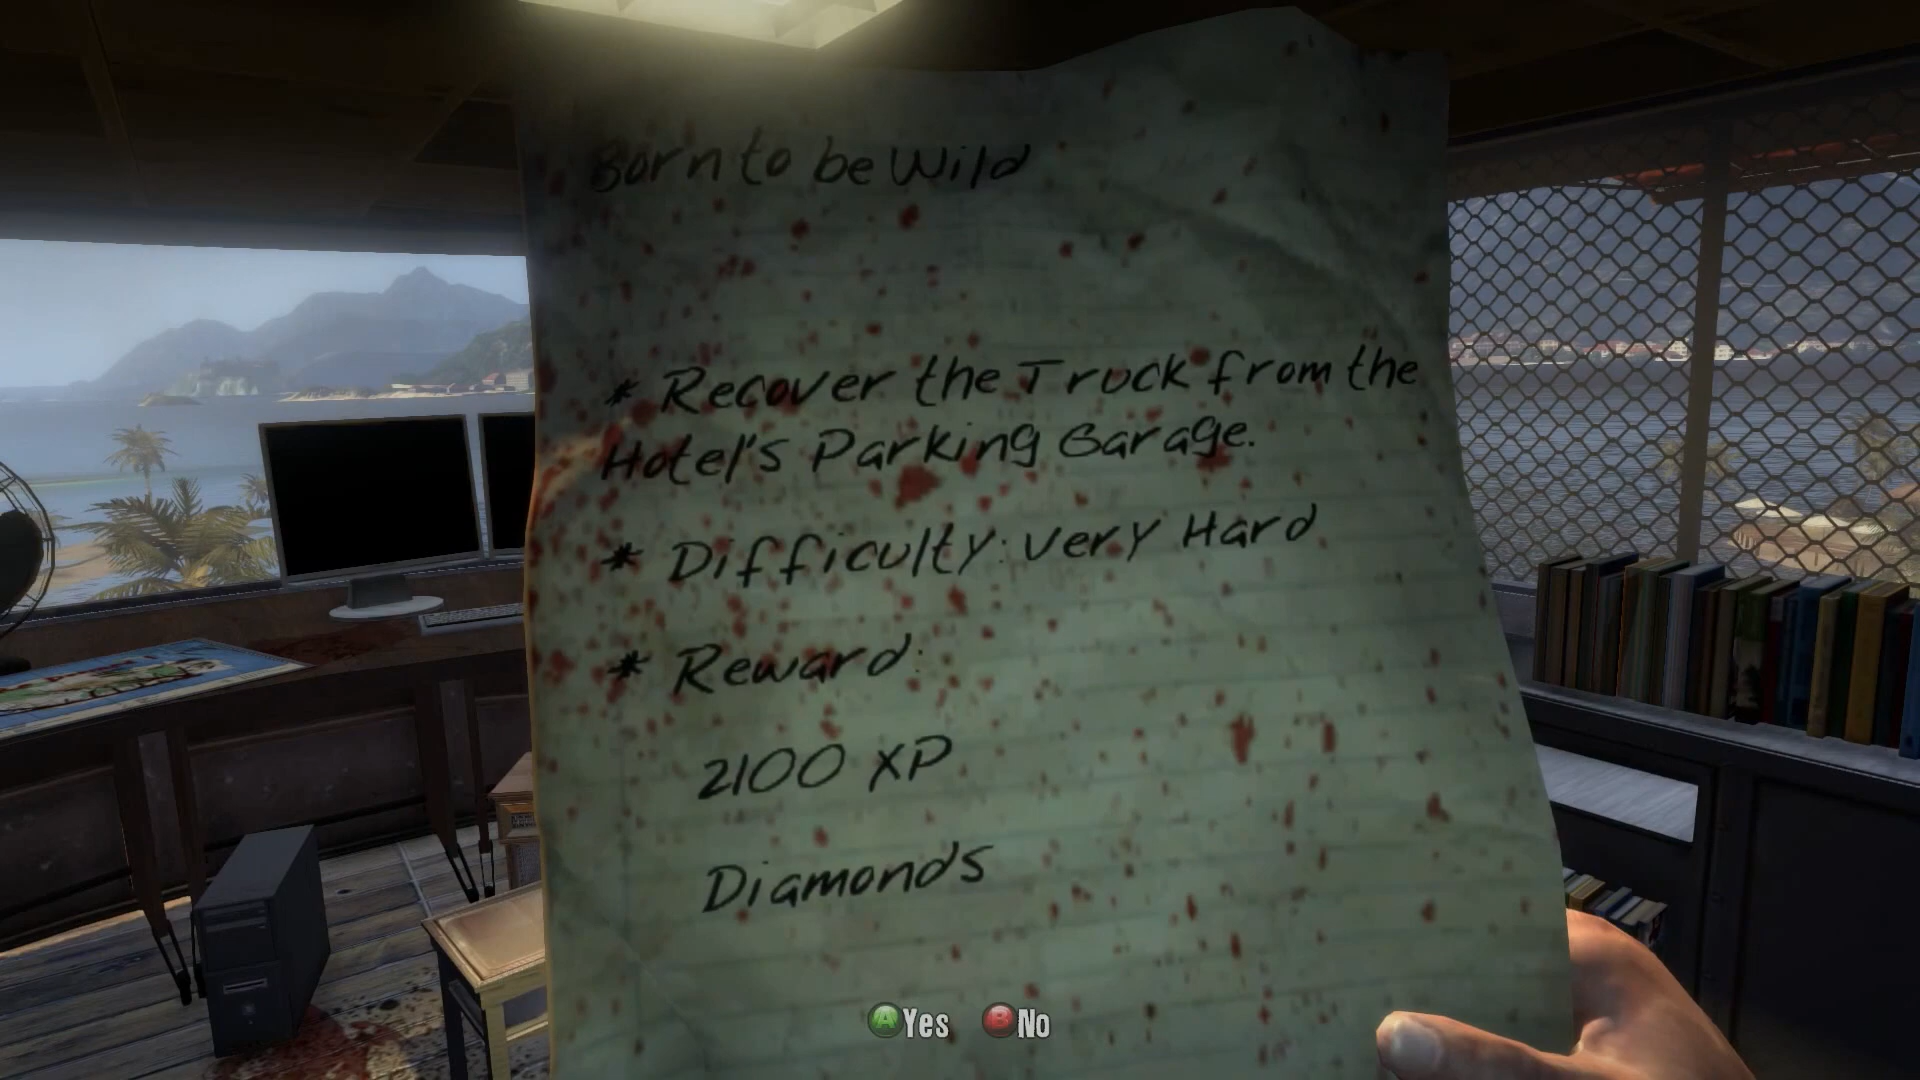 Born to be Wild
* Recover the Truck from the
Hotel's Parking Garage.
* Difficulty: Very Hard
* Reward:
2100 XP
Diamonds
A Yes B No